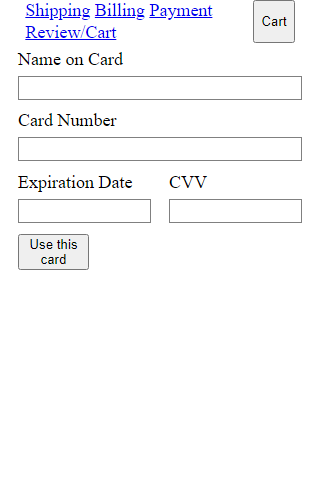 Shipping Billing Payment
Review/Cart
Cart
Name on Card
Card Number
Expiration Date CVV
Use this
card